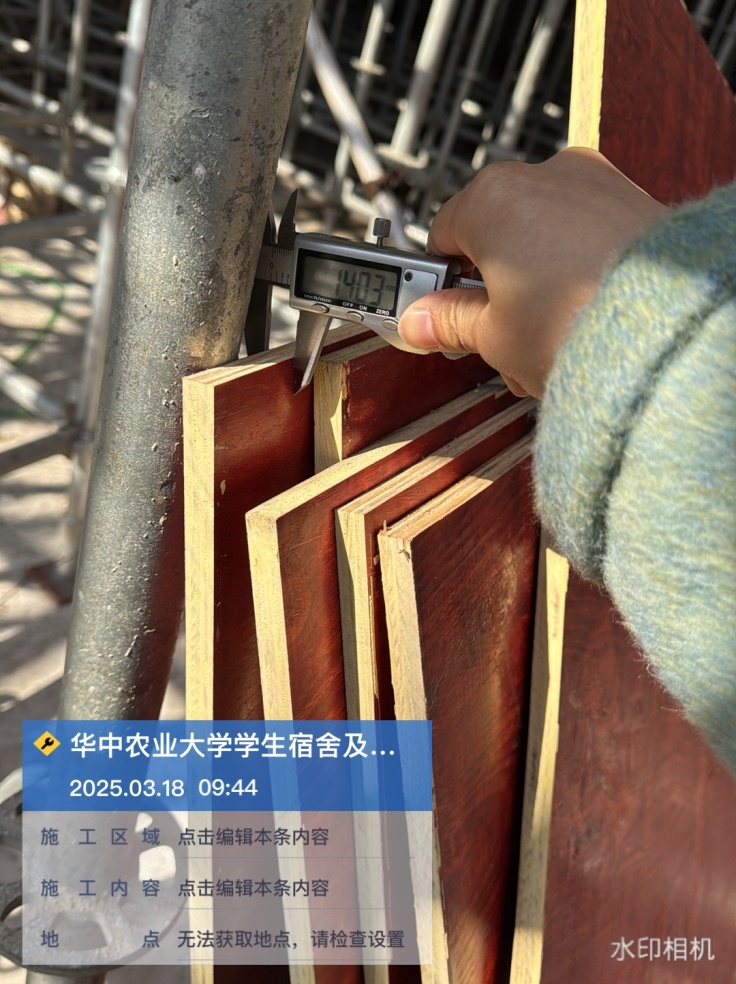 OFF ON ZERO
华中农业大学学生宿舍及...
2025.03.18 09:44
施工区域 点击编辑本条内容
施工内容 点击编辑本条内容
地点 无法获取地点，请检查设置
水印相机